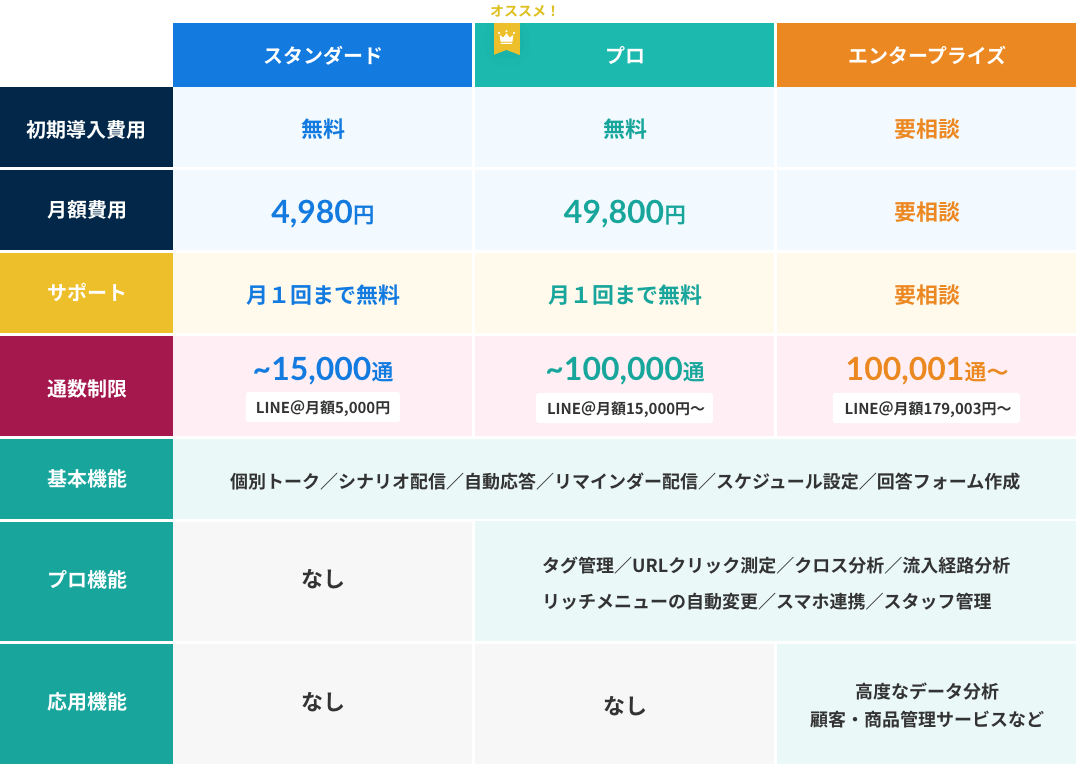 オススメ！
スタンダード
プロ
エンタープライズ
初期導入費用
無料
無料
要相談
月額費用
4,980円
49,800円
要相談
サポート
月１回まで無料
月１回まで無料
要相談
通数制限
~15,000通
LINE@月額5,000円
~100,000通
LINE@月額15,000円〜
100,001通〜
LINE@月額179,003円〜
基本機能
個別トーク／シナリオ配信／自動応答／リマインダー配信／スケジュール設定／回答フォーム作成
プロ機能
なし
タグ管理／URLクリック測定／クロス分析／流入経路分析
リッチメニューの自動変更／スマホ連携／スタッフ管理
応用機能
なし
なし
高度なデータ分析
顧客・商品管理サービスなど